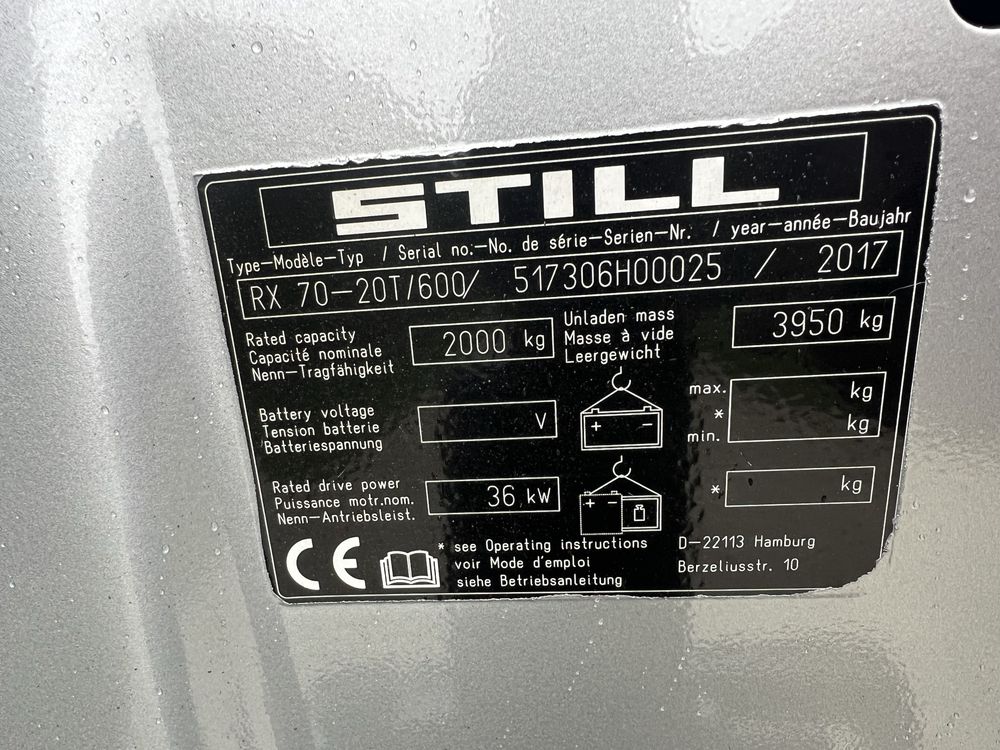 STILL
Type-Modèle-Typ / Serial no.-No. de série-Serien-Nr. / year-année-Baujahr
RX 70-20T/600/ 517306H00025 / 2017
Rated capacity
Capacité nominale
Nenn-Tragfähigkeit
2000 kg
Unladen mass
Masse à vide
Leergewicht
3950 kg
Battery voltage
Tension batterie
Batteriespannung
V
+ -
max. kg
*
min. kg
Rated drive power
Puissance motr.nom.
Nenn-Antriebsleist.
36 kW
+ -
* kg
CE
* see Operating instructions
voir Mode d'emploi
siehe Betriebsanleitung
D-22113 Hamburg
Berzeliusstr. 10